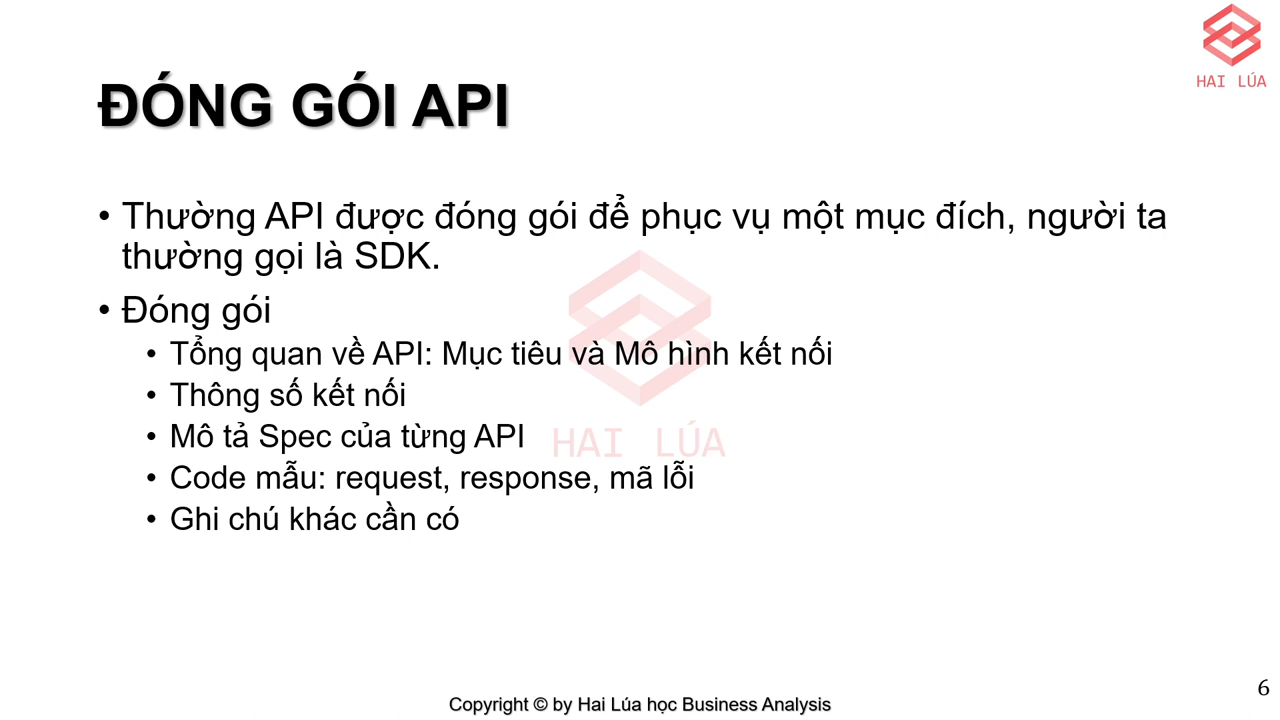 HAI LÚA
ĐÓNG GÓI API
• Thường API được đóng gói để phục vụ một mục đích, người ta
thường gọi là SDK.
• Đóng gói
• Tổng quan về API: Mục tiêu và Mô hình kết nối
• Thông số kết nối
• Mô tả Spec của từng API
HAI LÚA
• Code mẫu: request, response, mã lỗi
• Ghi chú khác cần có
Copyright © by Hai Lúa học Business Analysis
6